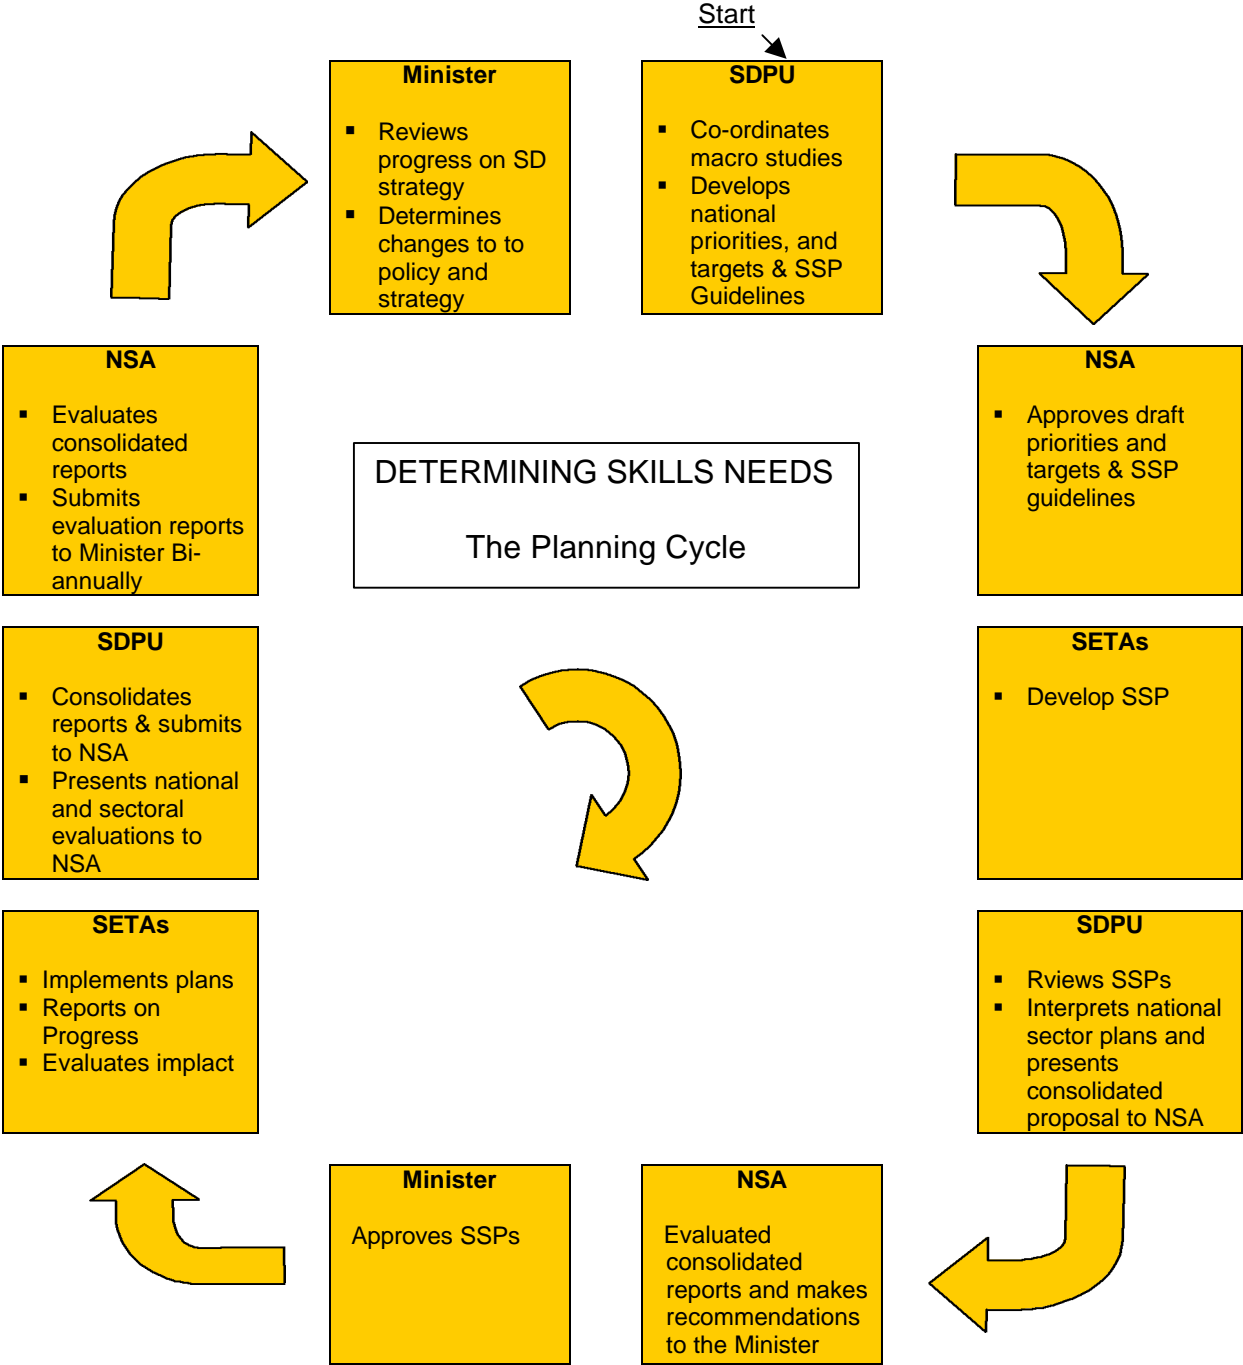 Start
SDPU
▪ Co-ordinates
macro studies
▪ Develops
national
priorities, and
targets & SSP
Guidelines
NSA
▪ Approves draft
priorities and
targets & SSP
guidelines
SETAs
▪ Develop SSP
SDPU
▪ Rviews SSPs
▪ Interprets national
sector plans and
presents
consolidated
proposal to NSA
NSA
Evaluated
consolidated
reports and makes
recommendations
to the Minister
Minister
Approves SSPs
SETAs
▪ Implements plans
▪ Reports on
Progress
▪ Evaluates implact
SDPU
▪ Consolidates
reports & submits
to NSA
▪ Presents national
and sectoral
evaluations to
NSA
NSA
▪ Evaluates
consolidated
reports
▪ Submits
evaluation reports
to Minister Bi-
annually
Minister
▪ Reviews
progress on SD
strategy
▪ Determines
changes to to
policy and
strategy
DETERMINING SKILLS NEEDS
The Planning Cycle